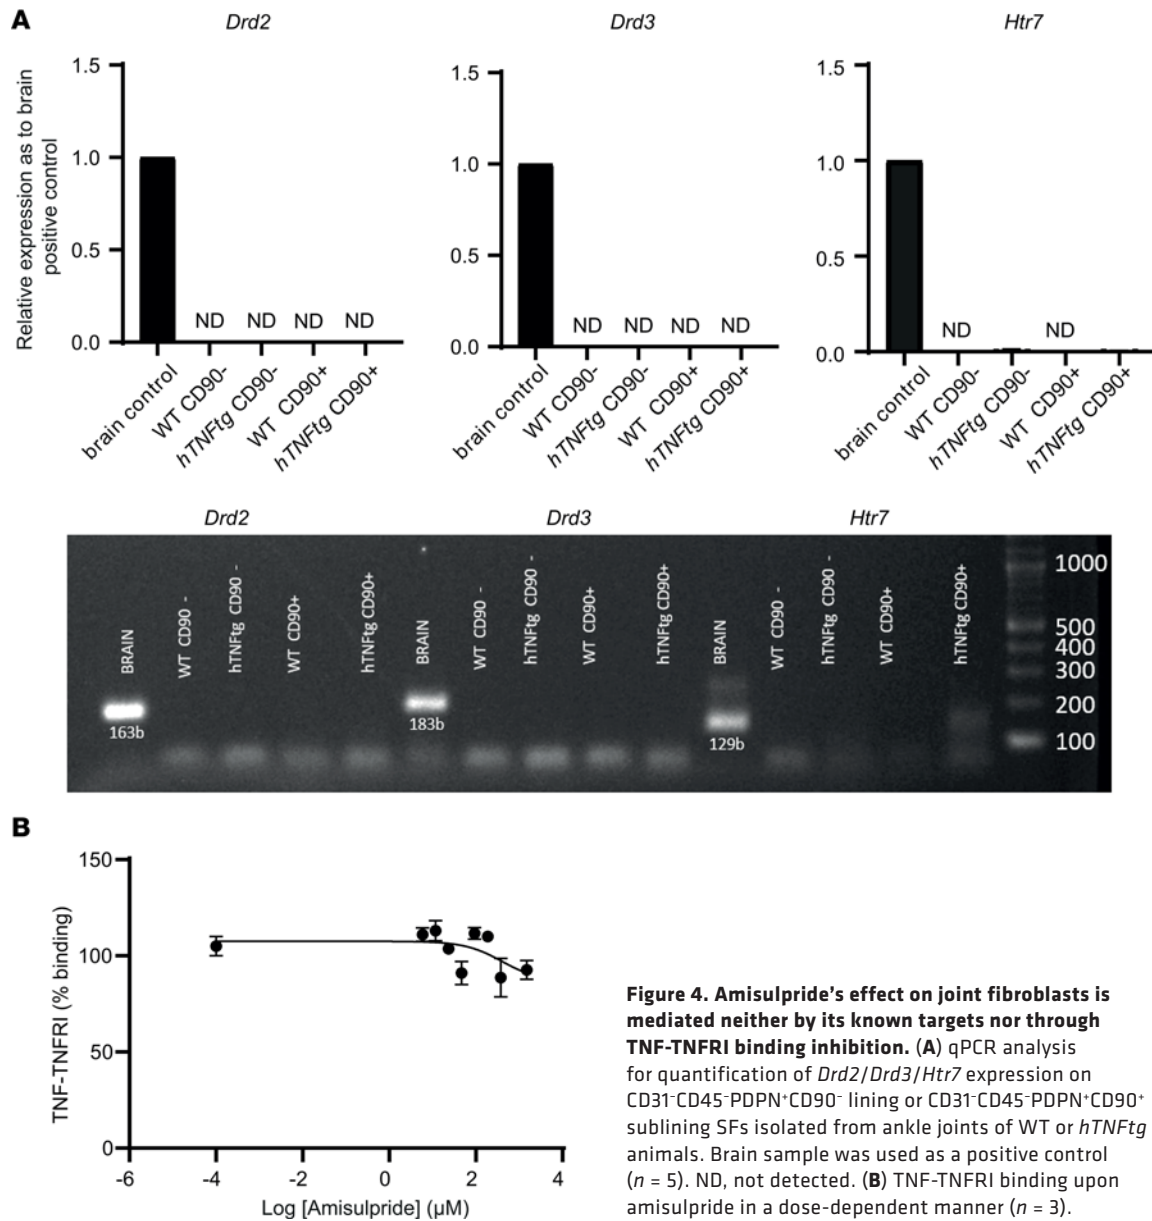 A
Drd2
Drd3
Htr7
Relative expression as to brain
positive control
1.5
1.0
0.5
0.0
ND ND ND ND
brain control
WT CD90-
hTNFtg CD90-
WT CD90+
hTNFtg CD90+
1.5
1.0
0.5
0.0
ND ND ND ND
brain control
WT CD90-
hTNFtg CD90-
WT CD90+
hTNFtg CD90+
1.5
1.0
0.5
0.0
ND ND
brain control
WT CD90-
hTNFtg CD90-
WT CD90+
hTNFtg CD90+
Drd2
Drd3
Htr7
BRAIN
WT CD90 -
hTNFtg CD90 -
WT CD90+
hTNFtg CD90+
BRAIN
WT CD90 -
hTNFtg CD90 -
WT CD90+
hTNFtg CD90+
BRAIN
WT CD90 -
hTNFtg CD90 -
WT CD90+
hTNFtg CD90+
163b
183b
129b
1000
500
400
300
200
100
B
TNF-TNFRI (% binding)
150
100
50
0
-6 -4 -2 0 2 4
Log [Amisulpride] (µM)
Figure 4. Amisulpride’s effect on joint fibroblasts is
mediated neither by its known targets nor through
TNF-TNFRI binding inhibition. (A) qPCR analysis
for quantification of Drd2/Drd3/Htr7 expression on
CD31⁻CD45⁻PDPN⁺CD90⁻ lining or CD31⁻CD45⁻PDPN⁺CD90⁺
sublining SFs isolated from ankle joints of WT or hTNFtg
animals. Brain sample was used as a positive control
(n = 5). ND, not detected. (B) TNF-TNFRI binding upon
amisulpride in a dose-dependent manner (n = 3).